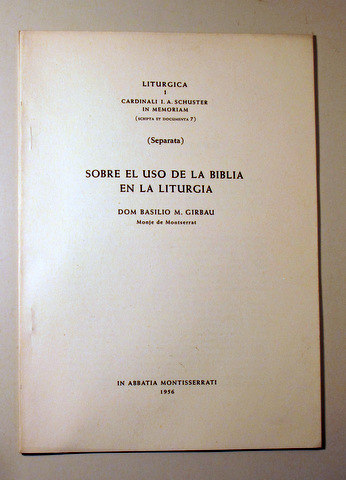 LITURGICA
1
CARDINALI I. A. SCHUSTER
IN MEMORIAM
(SCRIPTA ET DOCUMENTA 7)
(Separata)
SOBRE EL USO DE LA BIBLIA
EN LA LITURGIA
DOM BASILIO M. GIRBAU
Monje de Montserrat
IN ABBATIA MONTISSERRATI
1956